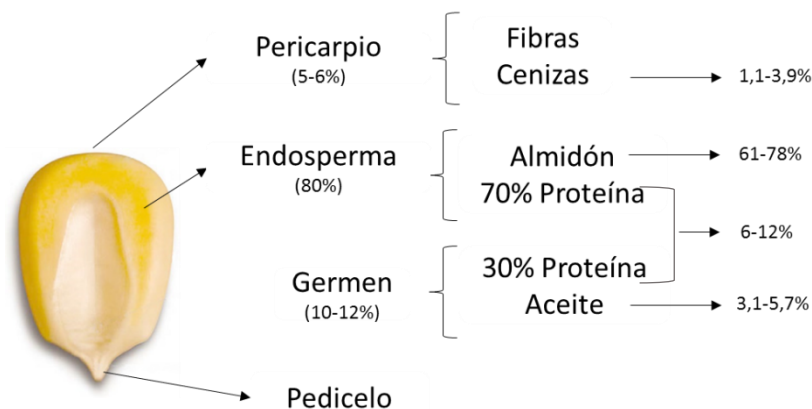 Pericarpio
(5-6%)
Fibras
Cenizas
1,1-3,9%
Endosperma
(80%)
Almidón
61-78%
70% Proteína
6-12%
Germen
(10-12%)
30% Proteína
Aceite
3,1-5,7%
Pedicelo